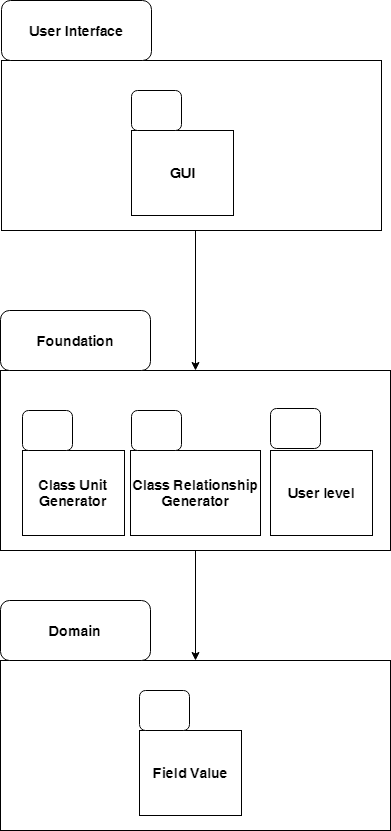 User Interface
GUI
Foundation
Class Unit
Generator
Class Relationship
Generator
User level
Domain
Field Value